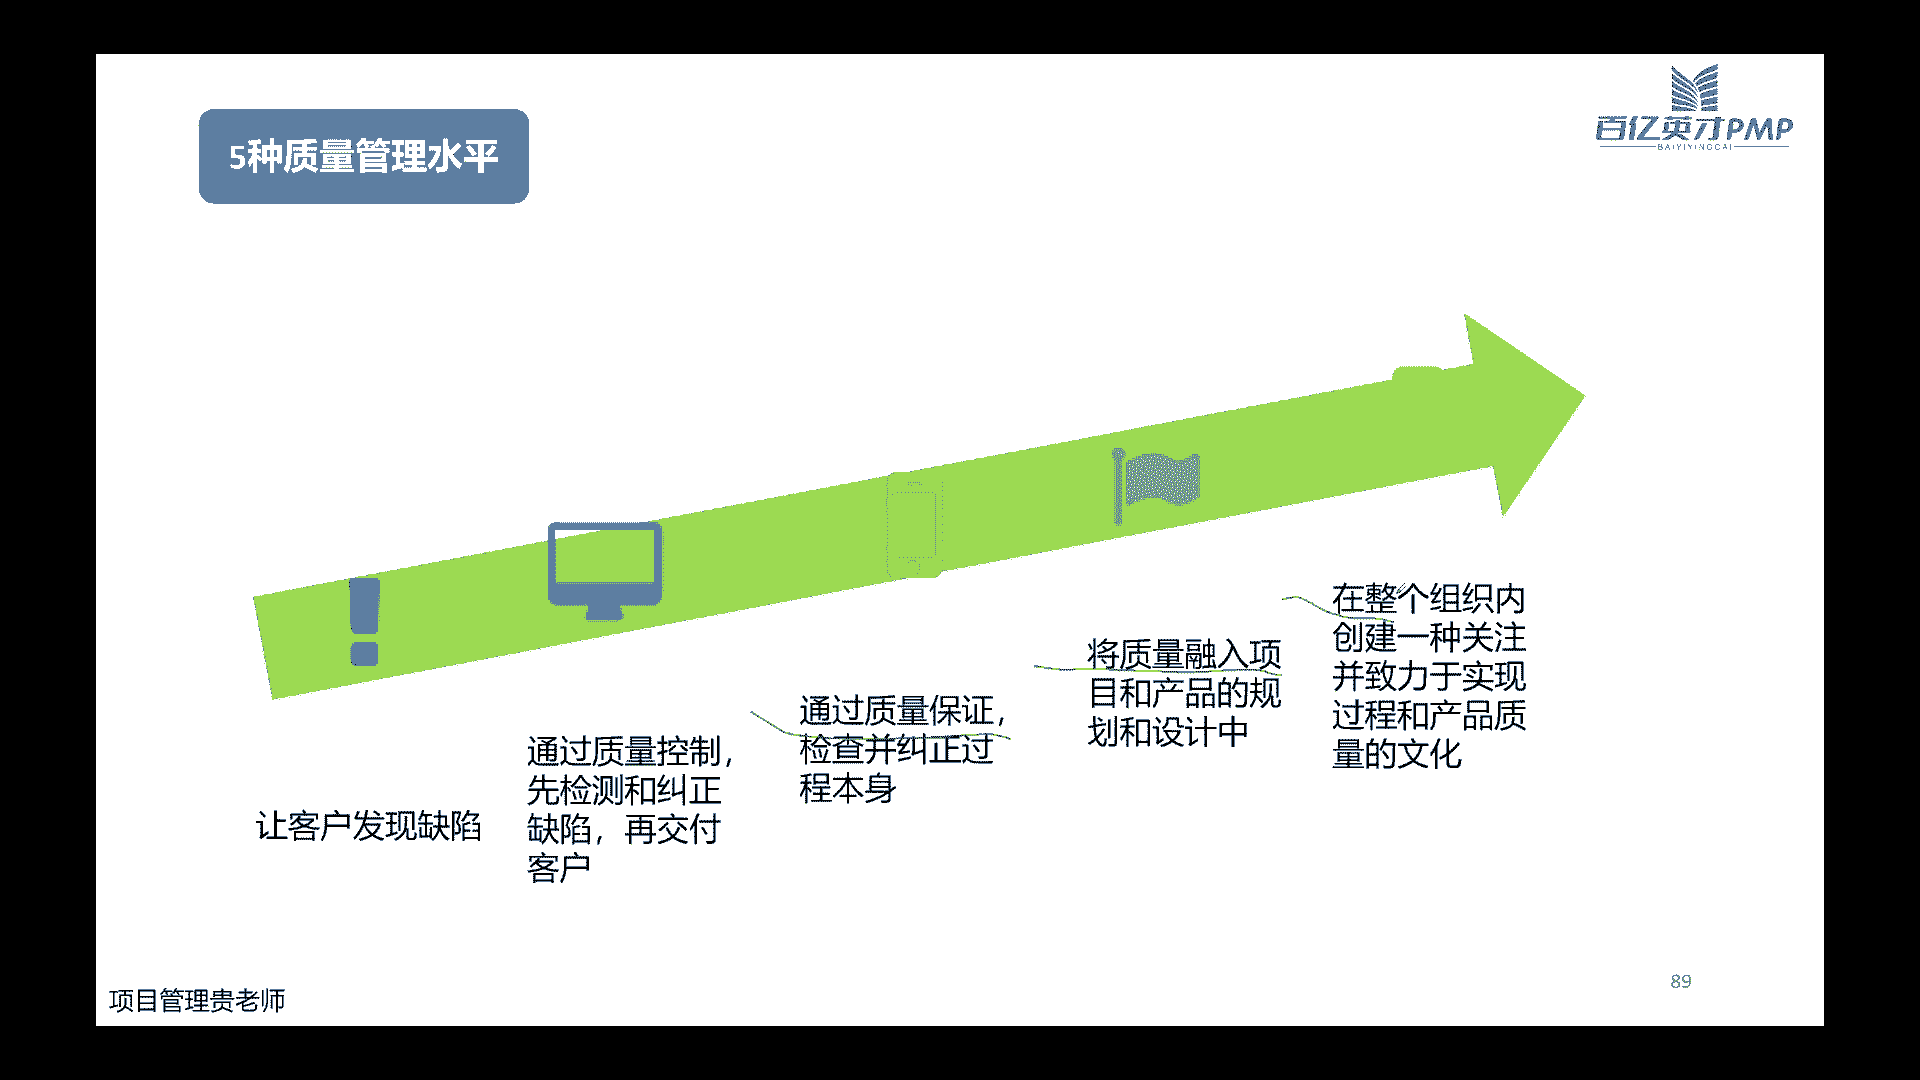 5种质量管理水平
百亿英才PMP
BAIYIYINGCAI
让客户发现缺陷
通过质量控制，
先检测和纠正
缺陷，再交付
客户
通过质量保证，
检查并纠正过
程本身
将质量融入项
目和产品的规
划和设计中
在整个组织内
创建一种关注
并致力于实现
过程和产品质
量的文化
项目管理贵老师
89